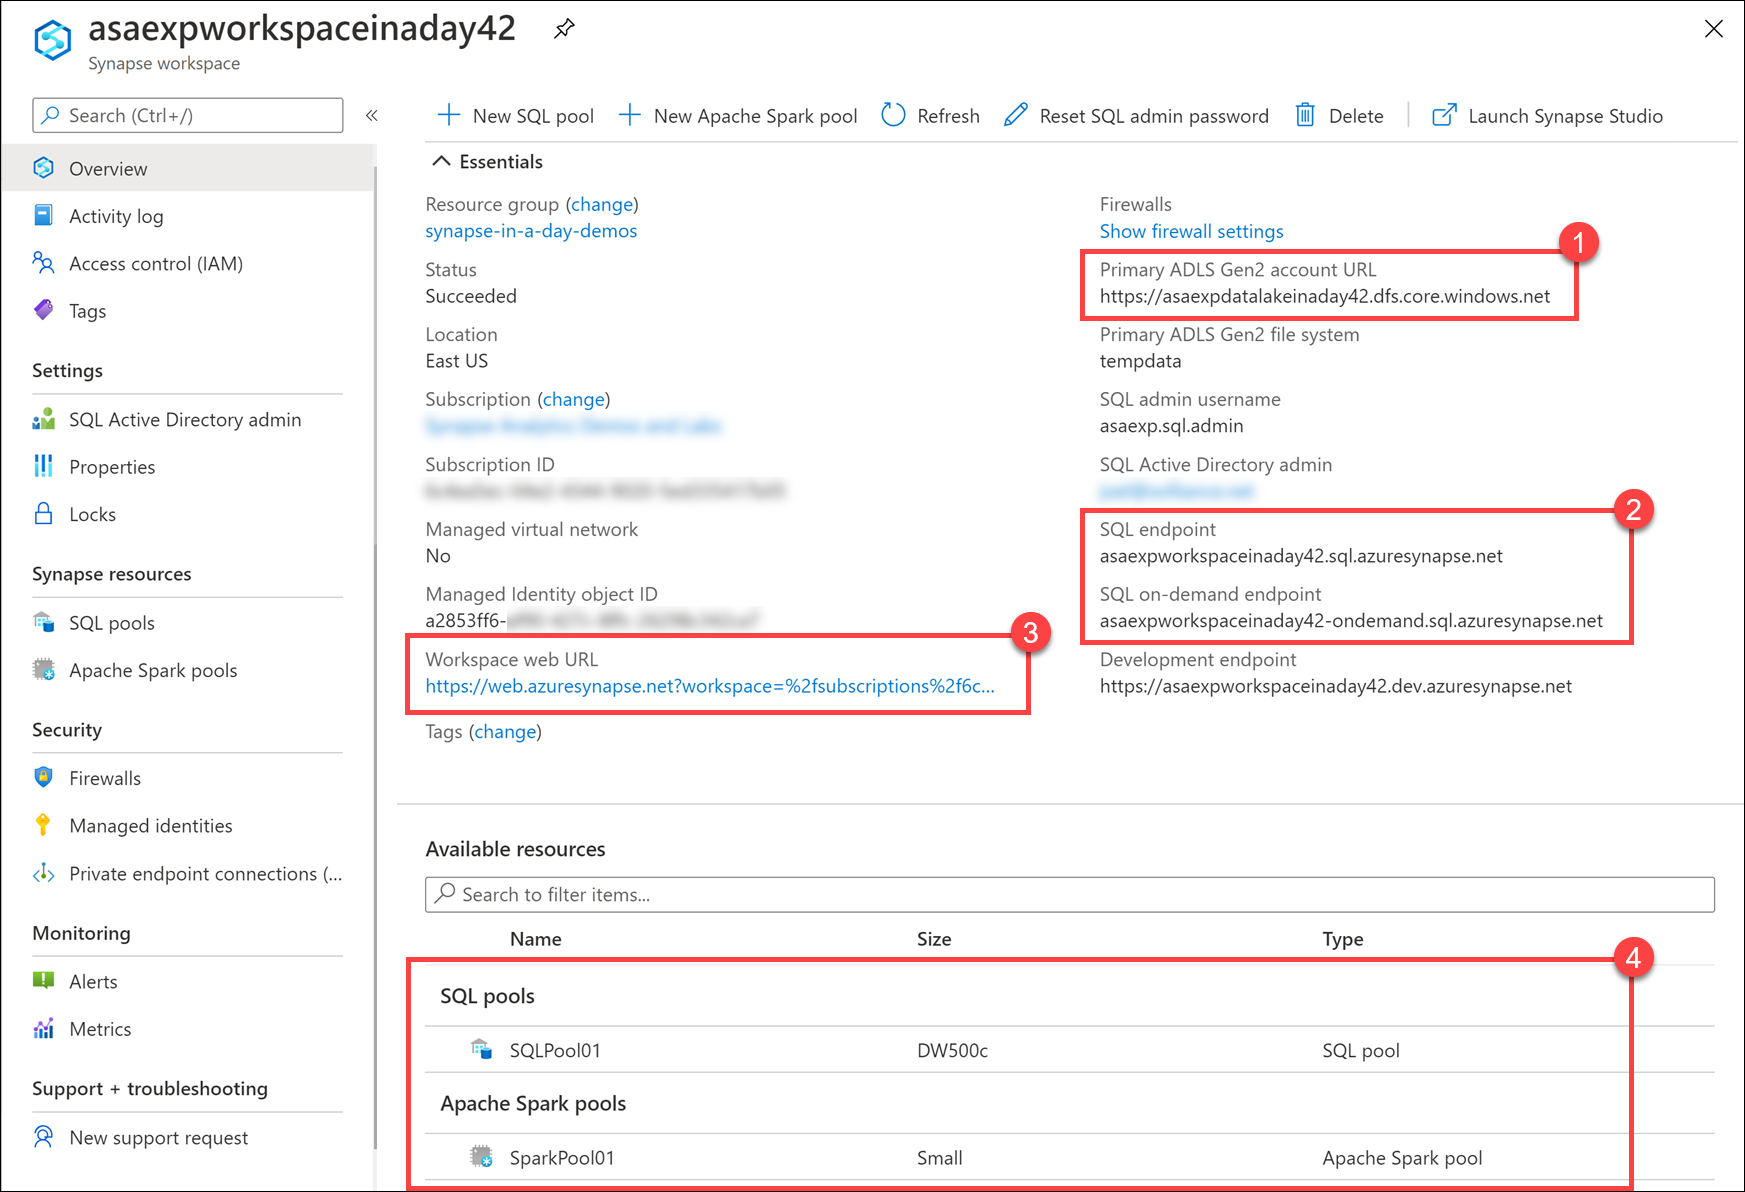 asaexpworkspaceinaday42
Synapse workspace
Search (Ctrl+/)
«
New SQL pool
New Apache Spark pool
Refresh
Reset SQL admin password
Delete
Launch Synapse Studio
Overview
Activity log
Access control (IAM)
Tags
Settings
SQL Active Directory admin
Properties
Locks
Synapse resources
SQL pools
Apache Spark pools
Security
Firewalls
Managed identities
Private endpoint connections (...
Monitoring
Alerts
Metrics
Support + troubleshooting
New support request
Essentials
Resource group (change)
synapse-in-a-day-demos
Status
Succeeded
Location
East US
Subscription (change)
Synapse Analytics Demos and Labs
Subscription ID
Managed virtual network
No
Managed Identity object ID
a2853ff6-
3
Workspace web URL
https://web.azuresynapse.net?workspace=%2fsubscriptions%2f6c...
Tags (change)
Firewalls
Show firewall settings
1
Primary ADLS Gen2 account URL
https://asaexpdatalakeinaday42.dfs.core.windows.net
Primary ADLS Gen2 file system
tempdata
SQL admin username
asaexp.sql.admin
SQL Active Directory admin
2
SQL endpoint
asaexpworkspaceinaday42.sql.azuresynapse.net
SQL on-demand endpoint
asaexpworkspaceinaday42-ondemand.sql.azuresynapse.net
Development endpoint
https://asaexpworkspaceinaday42.dev.azuresynapse.net
Available resources
Search to filter items...
Name Size Type
4
SQL pools
SQLPool01 DW500c SQL pool
Apache Spark pools
SparkPool01 Small Apache Spark pool